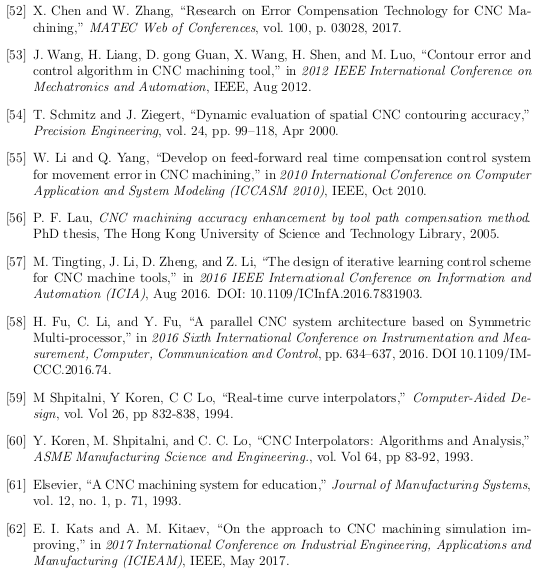 [52] X. Chen and W. Zhang, “Research on Error Compensation Technology for CNC Ma-
chining,” MATEC Web of Conferences, vol. 100, p. 03028, 2017.
[53] J. Wang, H. Liang, D. gong Guan, X. Wang, H. Shen, and M. Luo, “Contour error and
control algorithm in CNC machining tool,” in 2012 IEEE International Conference on
Mechatronics and Automation, IEEE, Aug 2012.
[54] T. Schmitz and J. Ziegert, “Dynamic evaluation of spatial CNC contouring accuracy,”
Precision Engineering, vol. 24, pp. 99–118, Apr 2000.
[55] W. Li and Q. Yang, “Develop on feed-forward real time compensation control system
for movement error in CNC machining,” in 2010 International Conference on Computer
Application and System Modeling (ICCASM 2010), IEEE, Oct 2010.
[56] P. F. Lau, CNC machining accuracy enhancement by tool path compensation method.
PhD thesis, The Hong Kong University of Science and Technology Library, 2005.
[57] M. Tingting, J. Li, D. Zheng, and Z. Li, “The design of iterative learning control scheme
for CNC machine tools,” in 2016 IEEE International Conference on Information and
Automation (ICIA), Aug 2016. DOI: 10.1109/ICInfA.2016.7831903.
[58] H. Fu, C. Li, and Y. Fu, “A parallel CNC system architecture based on Symmetric
Multi-processor,” in 2016 Sixth International Conference on Instrumentation and Mea-
surement, Computer, Communication and Control, pp. 634–637, 2016. DOI 10.1109/IM-
CCC.2016.74.
[59] M Shpitalni, Y Koren, C C Lo, “Real-time curve interpolators,” Computer-Aided De-
sign, vol. Vol 26, pp 832-838, 1994.
[60] Y. Koren, M. Shpitalni, and C. C. Lo, “CNC Interpolators: Algorithms and Analysis,”
ASME Manufacturing Science and Engineering., vol. Vol 64, pp 83-92, 1993.
[61] Elsevier, “A CNC machining system for education,” Journal of Manufacturing Systems,
vol. 12, no. 1, p. 71, 1993.
[62] E. I. Kats and A. M. Kitaev, “On the approach to CNC machining simulation im-
proving,” in 2017 International Conference on Industrial Engineering, Applications and
Manufacturing (ICIEAM), IEEE, May 2017.